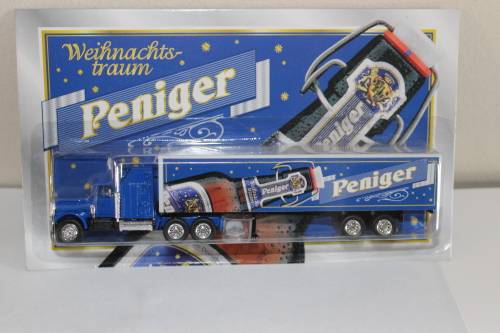 Weihnachts-
traum
Peniger
Peniger
Peniger
Peniger